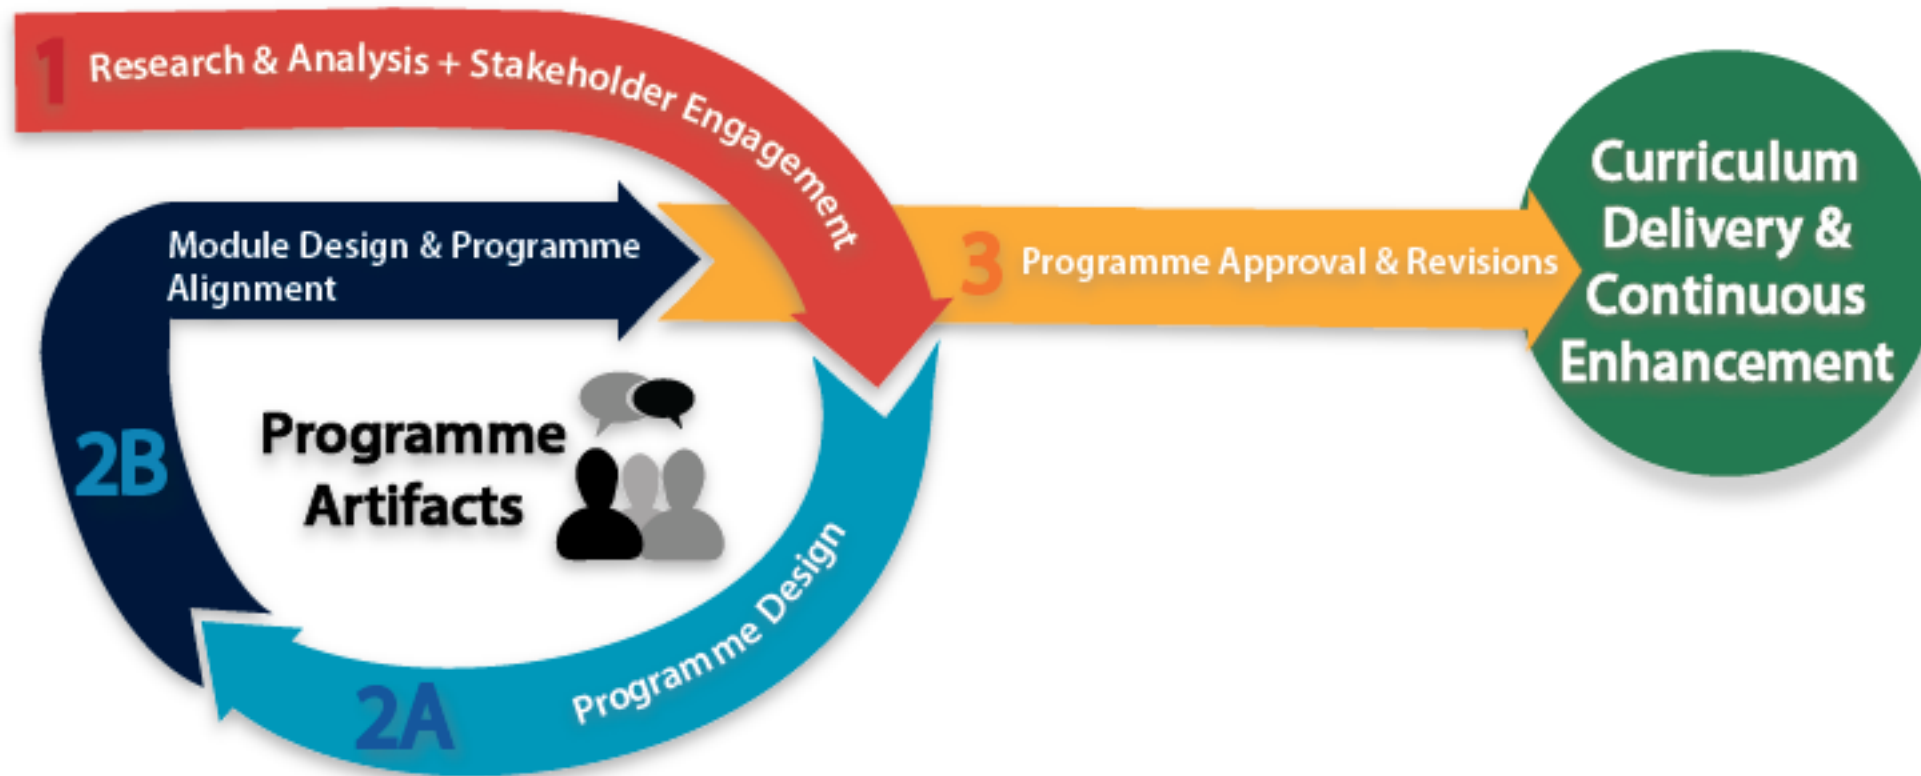 1 Research & Analysis + Stakeholder Engagement
Module Design & Programme
Alignment
3 Programme Approval & Revisions
Curriculum
Delivery &
Continuous
Enhancement
2B
Programme
Artifacts
Programme Design
2A